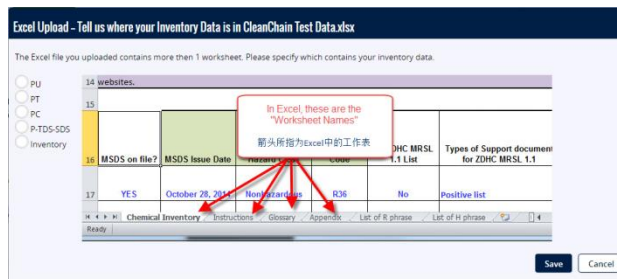 Excel Upload - Tell us where your Inventory Data is in CleanChain Test Data.xlsx
The Excel file you uploaded contains more then 1 worksheet. Please specify which contains your inventory data.
PU
PT
PC
P-TDS-SDS
Inventory
14 websites.
15
In Excel, these are the
"Worksheet Names"
箭头所指为Excel中的工作表
16 MSDS on file? MSDS Issue Date Code ZDHC MRSL
1.1 List
Types of Support document
for ZDHC MRSL 1.1
17 YES October 28, 2014 Nonhazardous R36 No Positive list
Chemical Inventory Instructions Glossary Appendix List of R phrase List of H phrase
Ready
Save Cancel